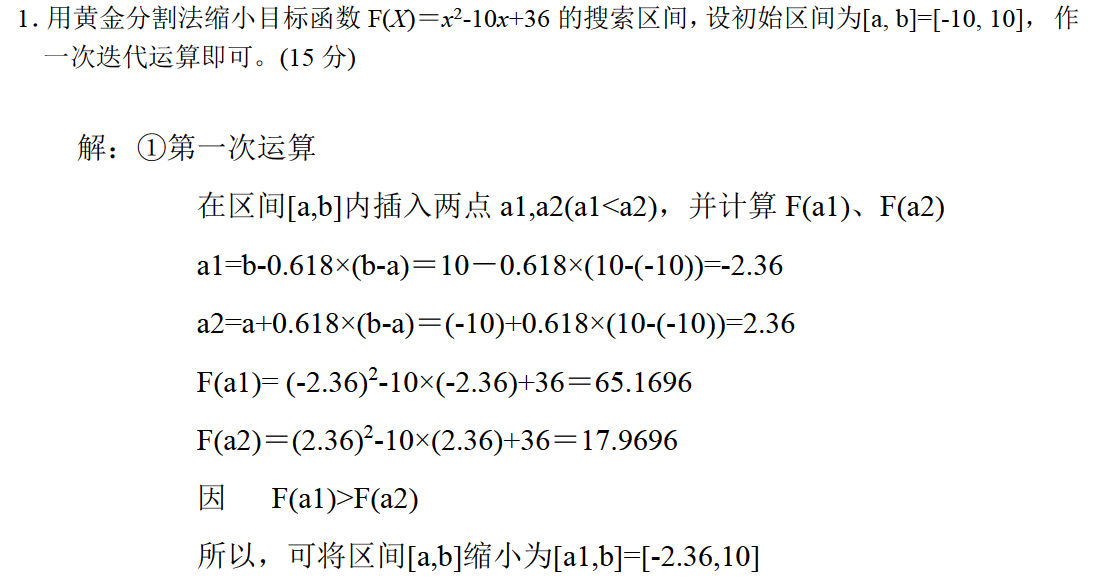 1. 用黄金分割法缩小目标函数 F(X)＝x²-10x+36 的搜索区间，设初始区间为[a, b]=[-10, 10]， 作
一次迭代运算即可。(15 分)
解：①第一次运算
在区间[a,b]内插入两点 a1,a2(a1<a2)，并计算 F(a1)、F(a2)
a1=b-0.618×(b-a)＝10－0.618×(10-(-10))=-2.36
a2=a+0.618×(b-a)＝(-10)+0.618×(10-(-10))=2.36
F(a1)= (-2.36)²-10×(-2.36)+36＝65.1696
F(a2)＝(2.36)²-10×(2.36)+36＝17.9696
因 F(a1)>F(a2)
所以，可将区间[a,b]缩小为[a1,b]=[-2.36,10]